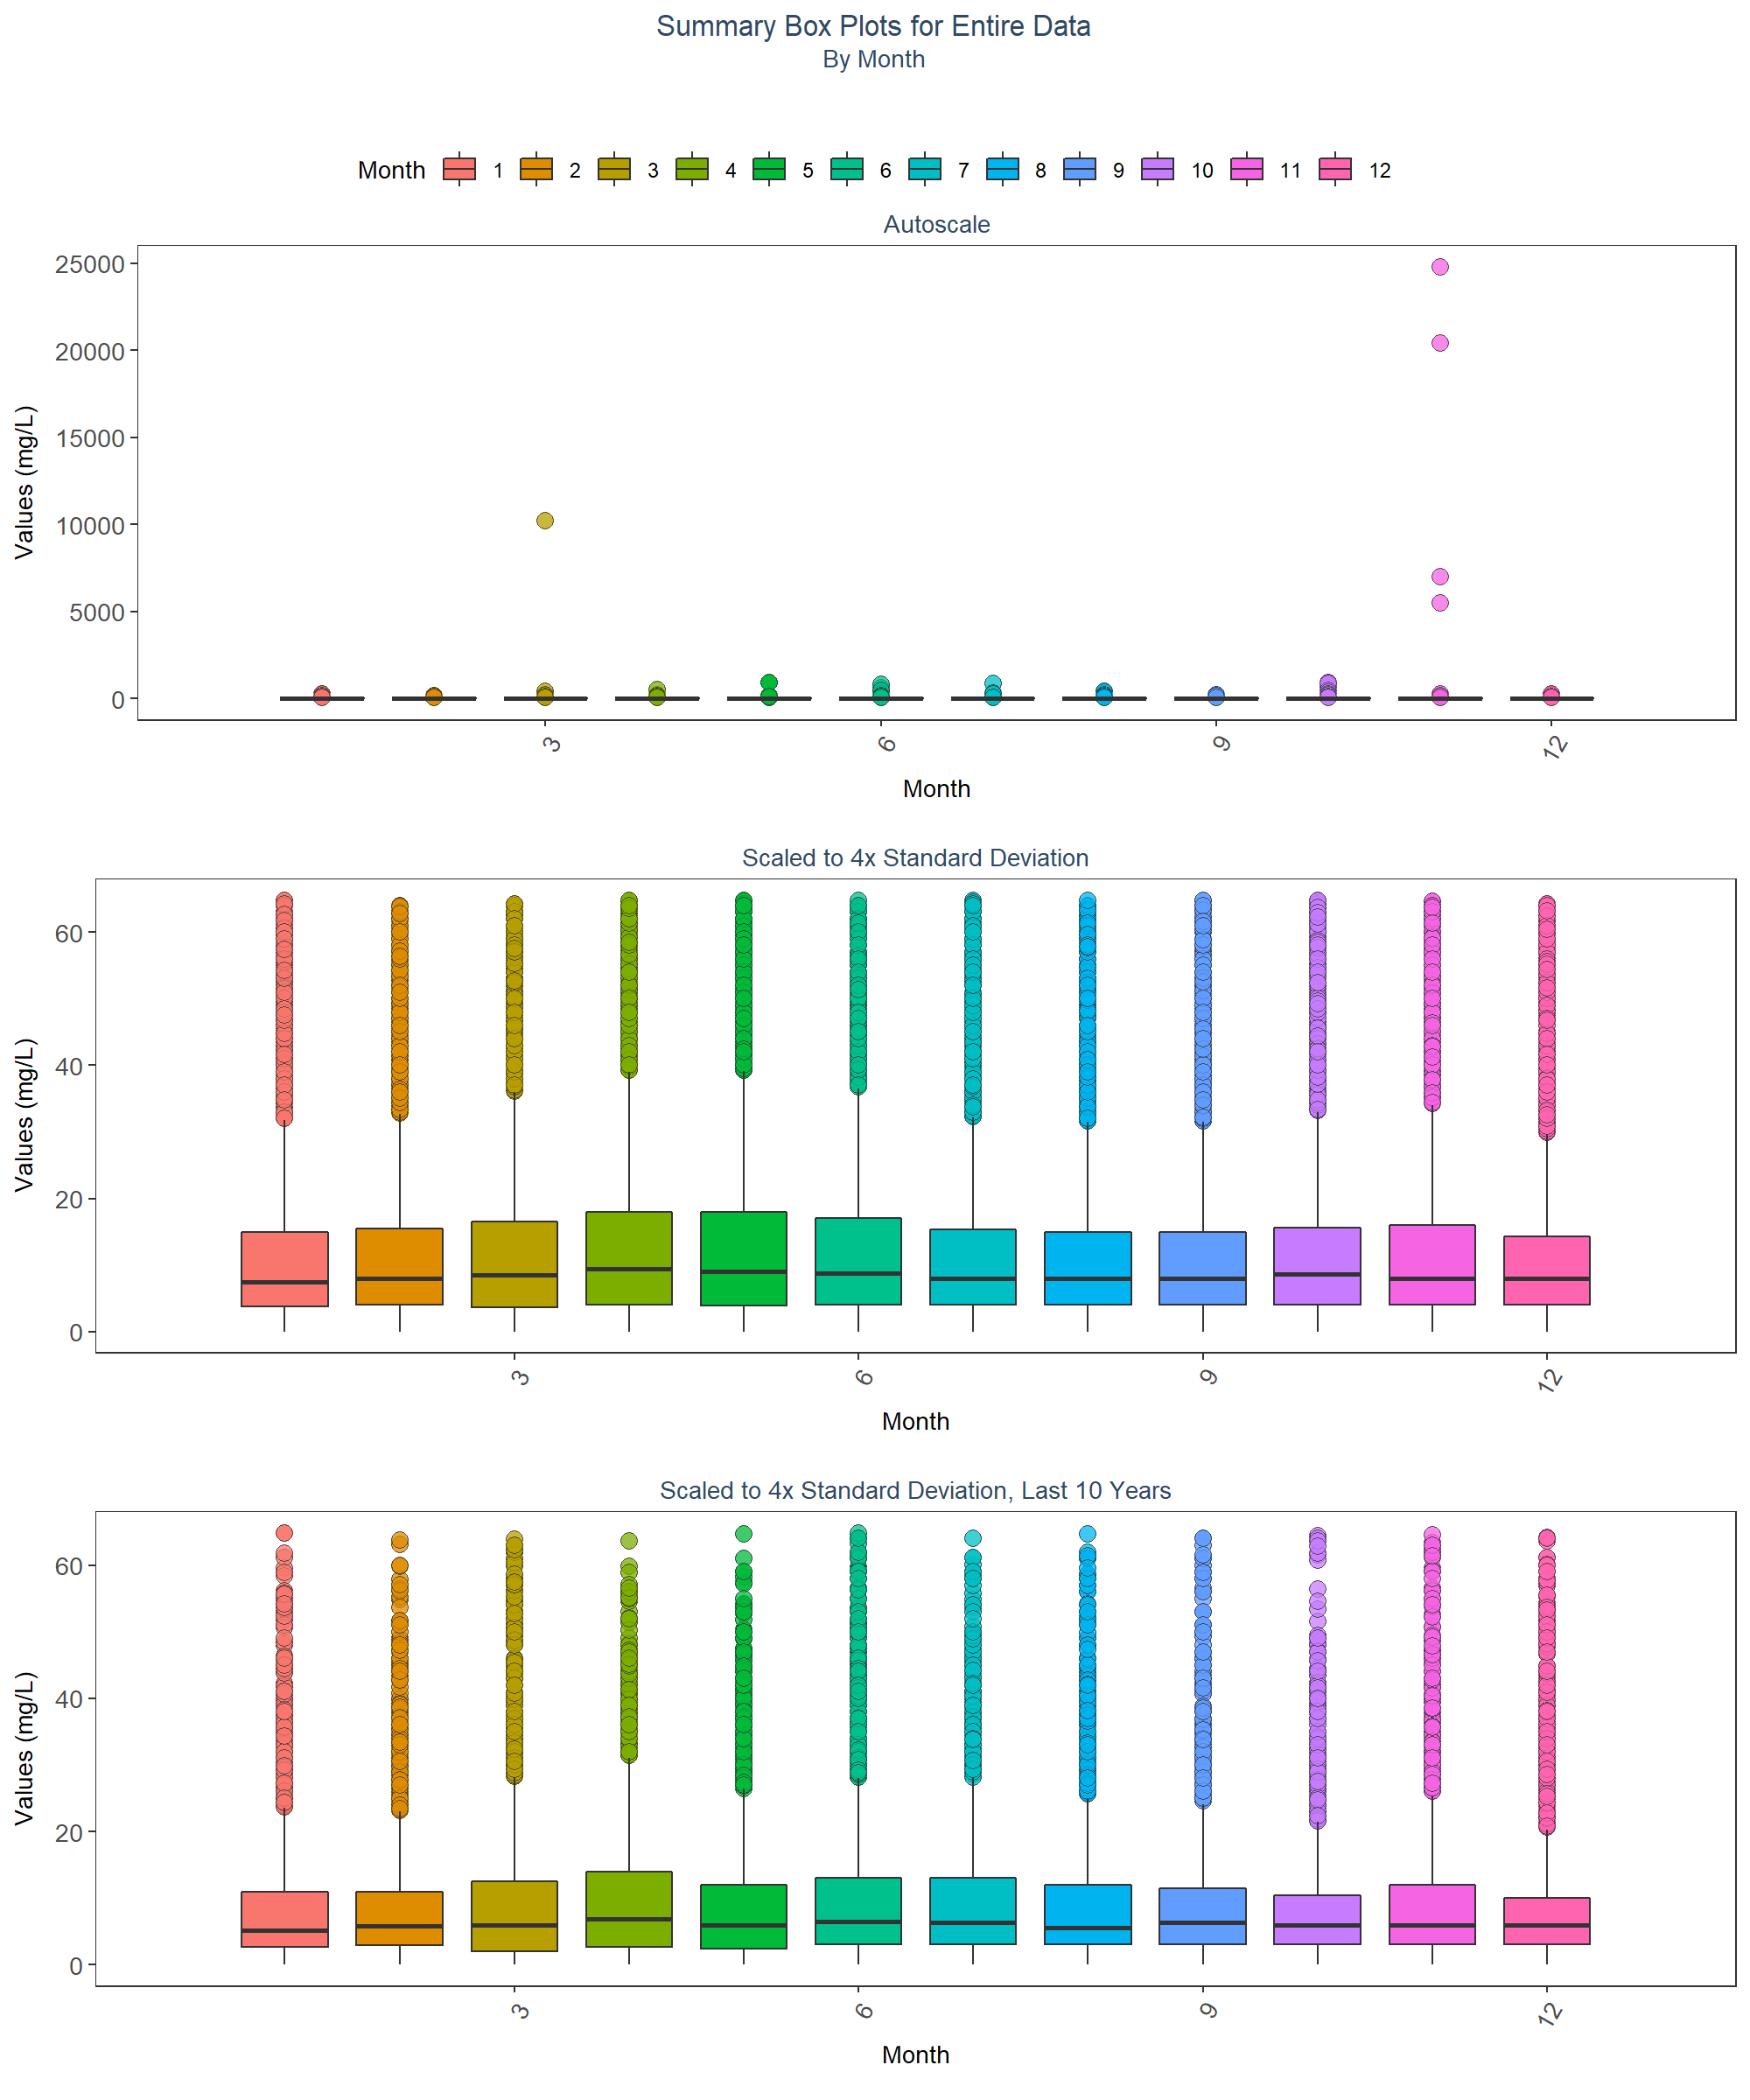 Summary Box Plots for Entire Data
By Month
Month 1 2 3 4 5 6 7 8 9 10 11 12
Autoscale
Values (mg/L)
25000
20000
15000
10000
5000
0
3 6 9 12
Month
Scaled to 4x Standard Deviation
Values (mg/L)
60
40
20
0
3 6 9 12
Month
Scaled to 4x Standard Deviation, Last 10 Years
Values (mg/L)
60
40
20
0
3 6 9 12
Month